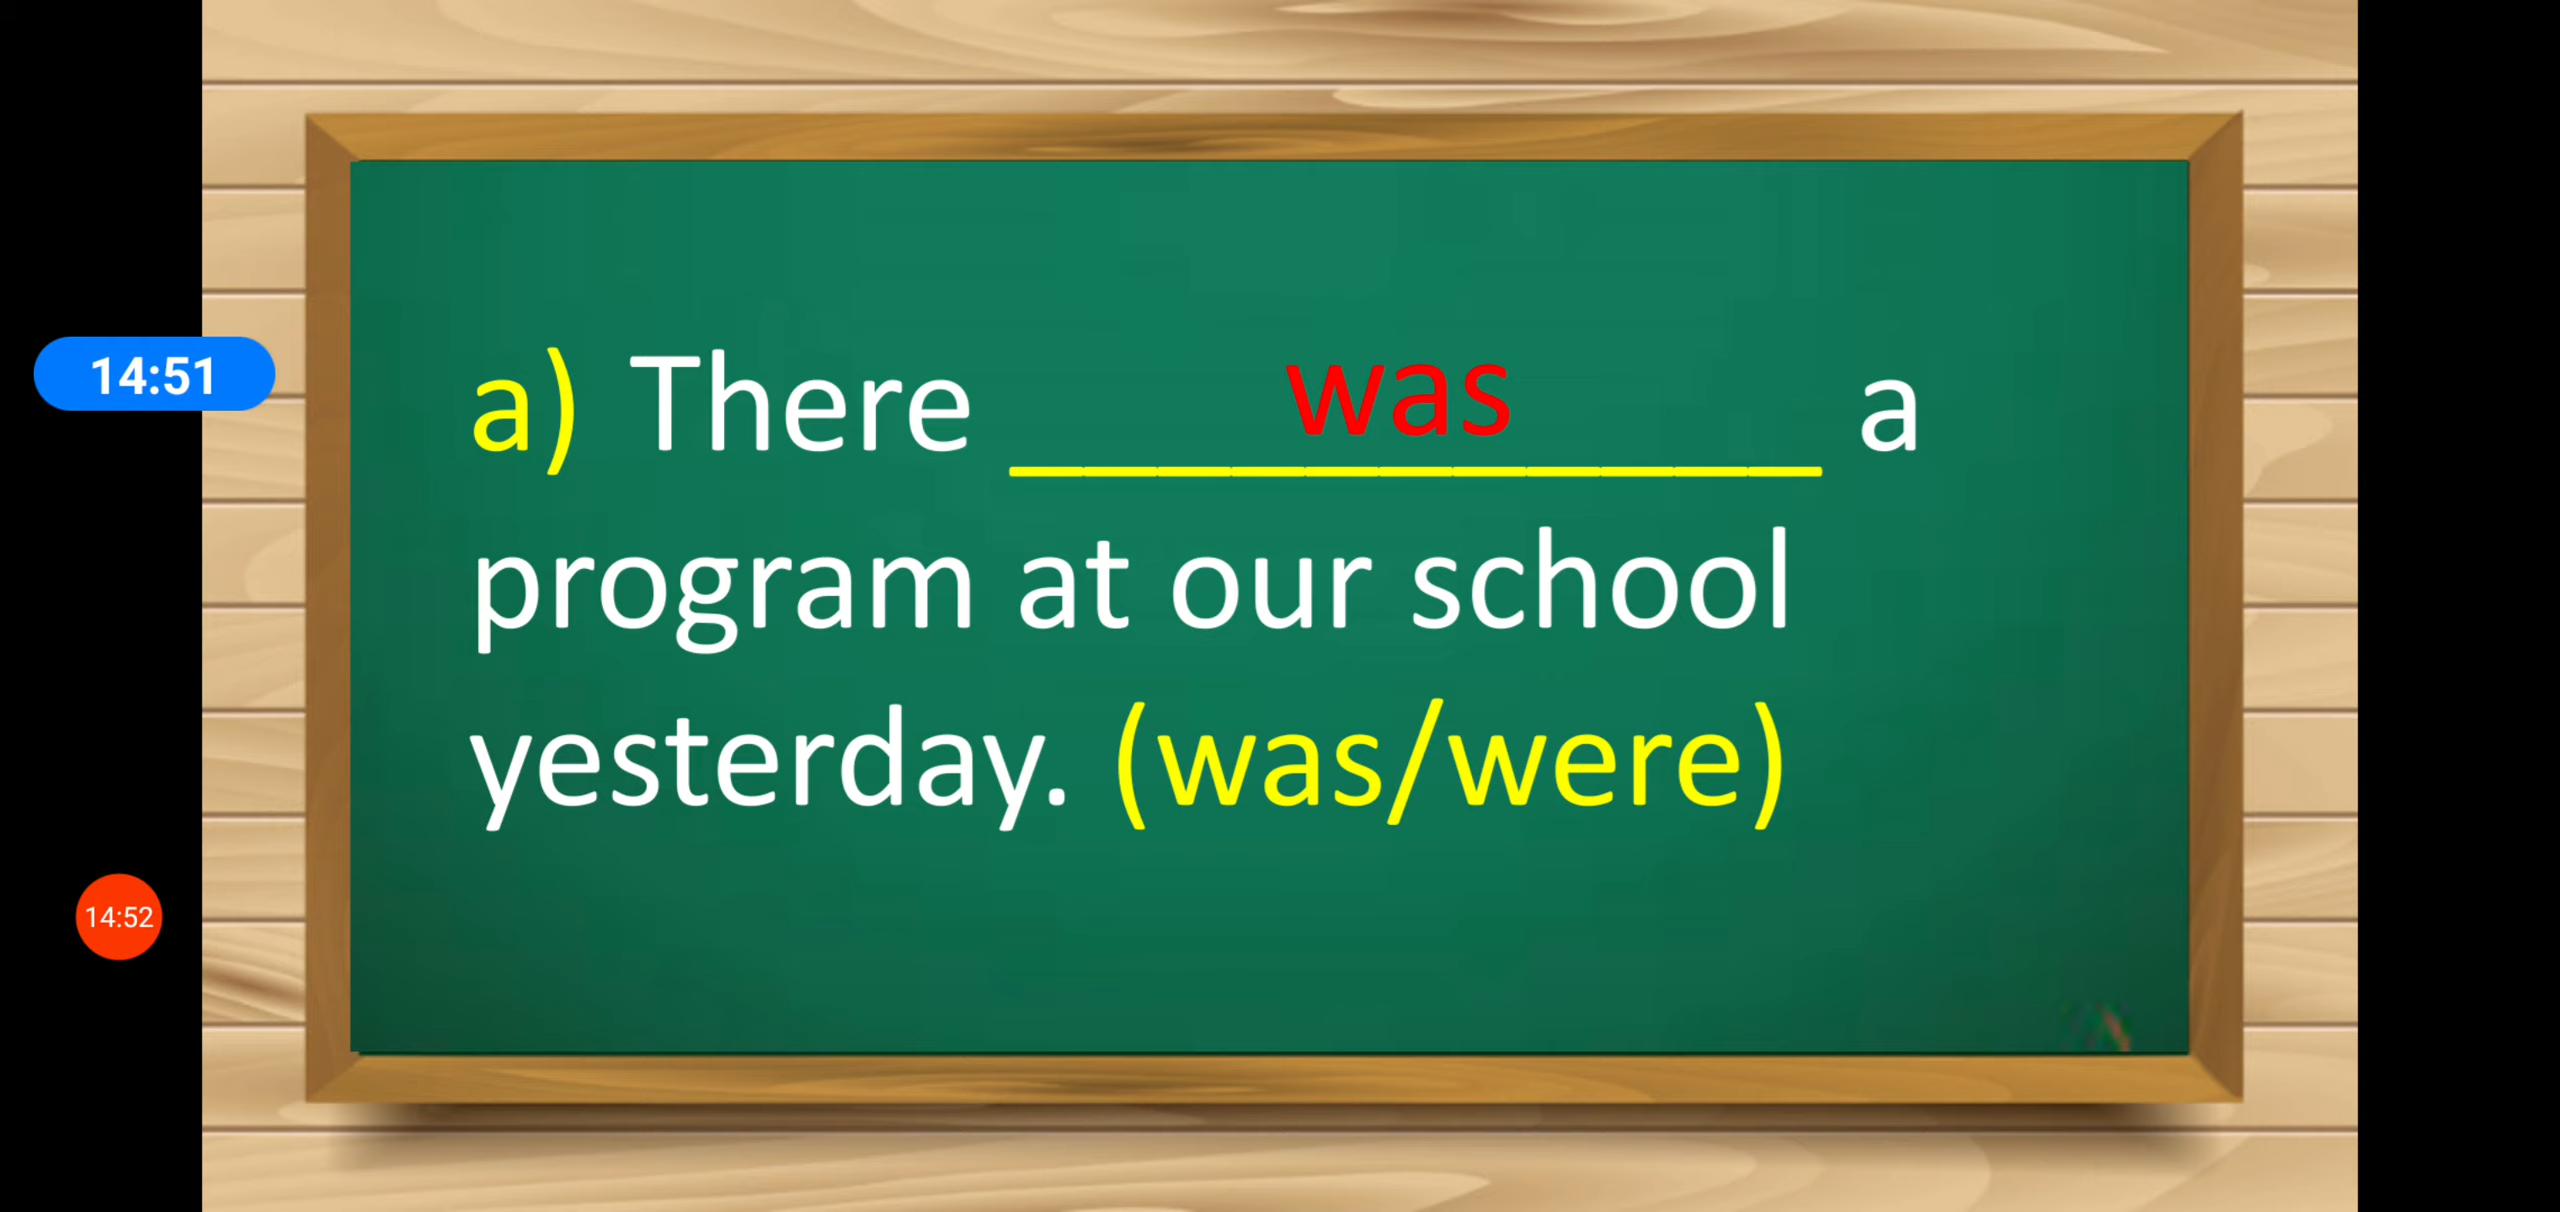 14:51
a) There was a
program at our school
yesterday. (was/were)
14:52